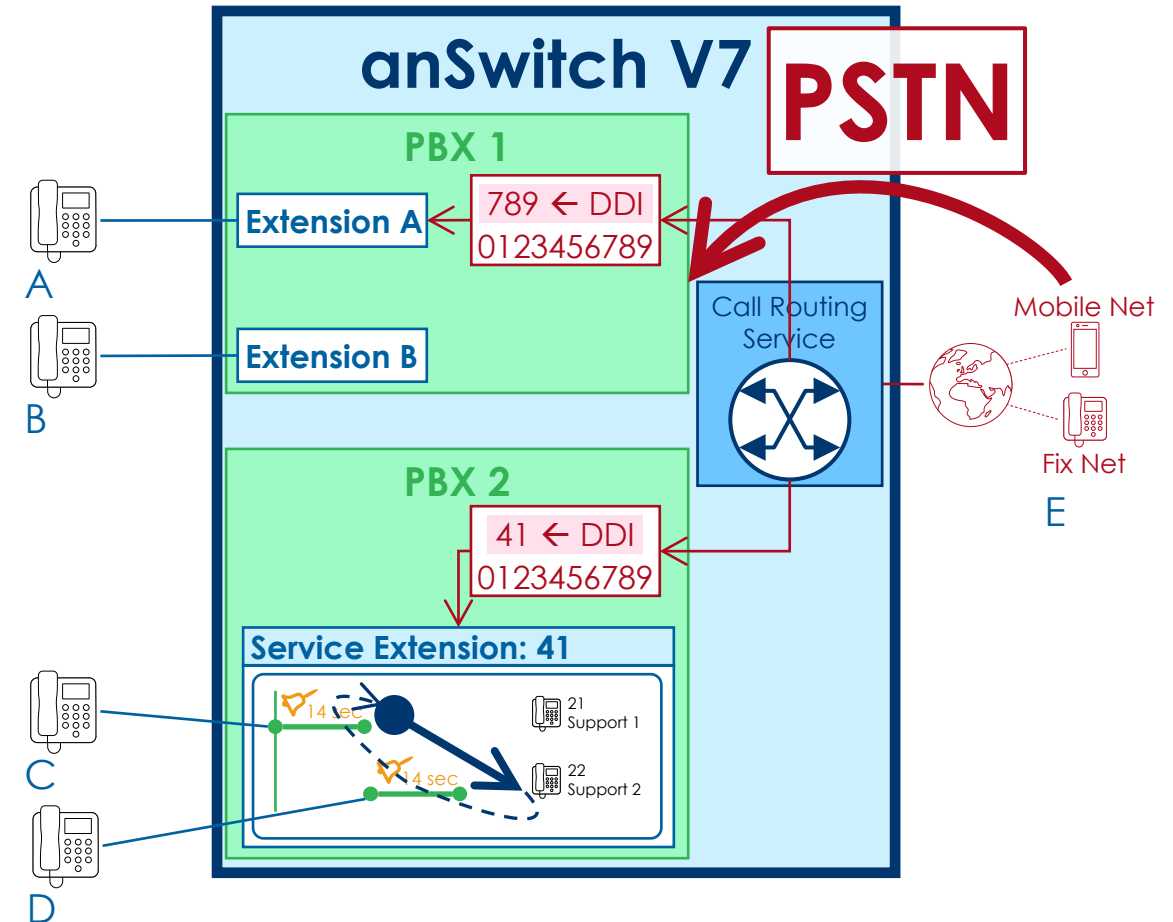 anSwitch V7
PSTN
PBX 1
Extension A
789 ← DDI
0123456789
A
Extension B
B
Call Routing
Service
Mobile Net
Fix Net
E
PBX 2
41 ← DDI
0123456789
Service Extension: 41
14 sec
21
Support 1
14 sec
22
Support 2
C
D